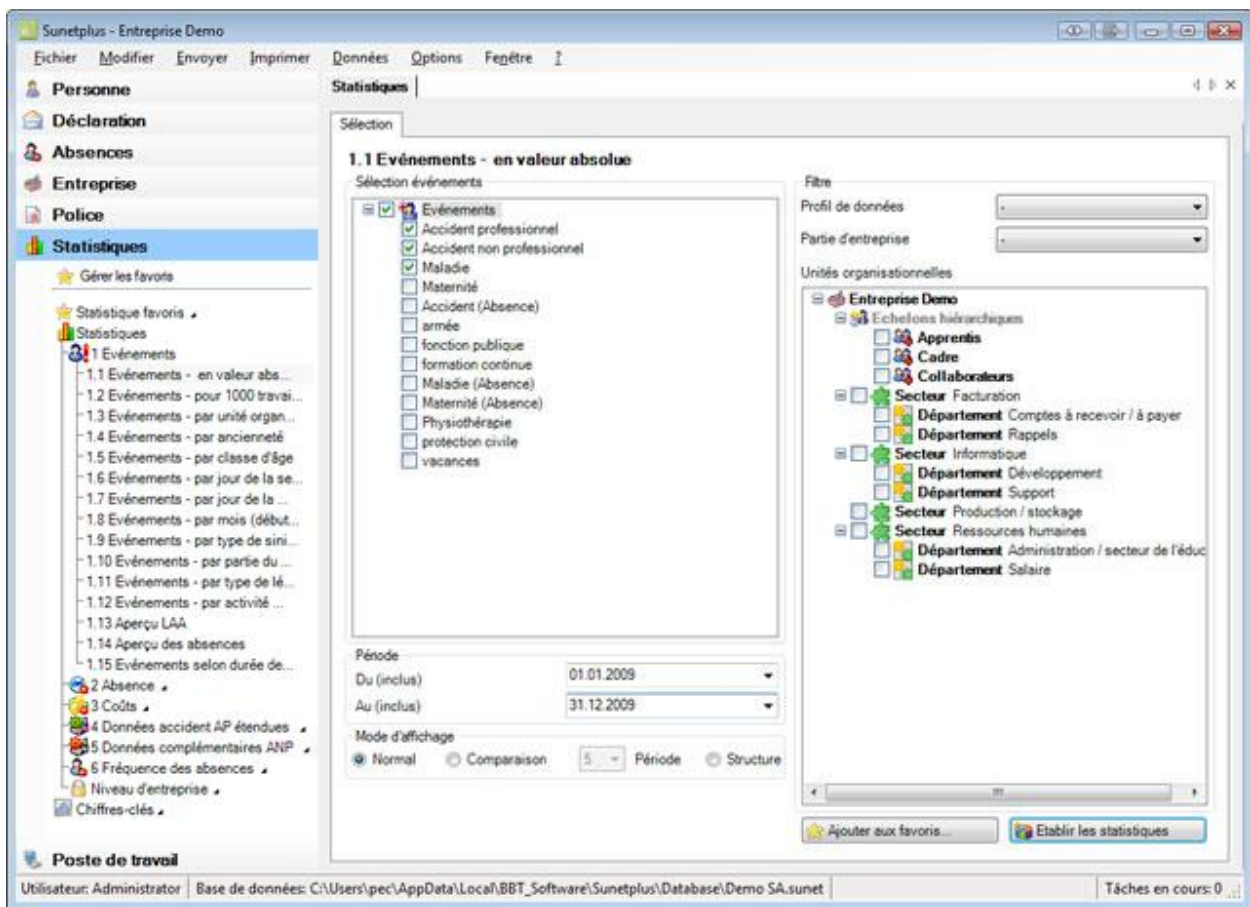 Sunetplus - Entreprise Demo
Fichier Modifier Envoyer Imprimer Données Options Fenêtre ?
Personne
Déclaration
Absences
Entreprise
Police
Statistiques
Gérer les favoris
Statistique favoris
Statistiques
1 Evénements
1.1 Evénements - en valeur abs...
1.2 Evénements - pour 1000 travai...
1.3 Evénements - par unité organ...
1.4 Evénements - par ancienneté
1.5 Evénements - par classe d'âge
1.6 Evénements - par jour de la se...
1.7 Evénements - par jour de la ...
1.8 Evénements - par mois (début...
1.9 Evénements - par type de sini...
1.10 Evénements - par partie du ...
1.11 Evénements - par type de lé...
1.12 Evénements - par activité ...
1.13 Aperçu LAA
1.14 Aperçu des absences
1.15 Evénements selon durée de...
2 Absence
3 Coûts
4 Données accident AP étendues
5 Données complémentaires ANP
6 Fréquence des absences
Niveau d'entreprise
Chiffres-clés
Poste de travail
Statistiques
Sélection
1.1 Evénements - en valeur absolue
Sélection événements
Evénements
Accident professionnel
Accident non professionnel
Maladie
Maternité
Accident (Absence)
armée
fonction publique
formation continue
Maladie (Absence)
Maternité (Absence)
Physiothérapie
protection civile
vacances
Période
Du (inclus) 01.01.2009
Au (inclus) 31.12.2009
Mode d'affichage
Normal Comparaison 5 Période Structure
Filtre
Profil de données -
Partie d'entreprise -
Unités organisationnelles
Entreprise Demo
Echelons hiérarchiques
Apprentis
Cadre
Collaborateurs
Secteur Facturation
Département Comptes à recevoir / à payer
Département Rappels
Secteur Informatique
Département Développement
Département Support
Secteur Production / stockage
Secteur Ressources humaines
Département Administration / secteur de l'éduc
Département Salaire
Ajouter aux favoris... Etablir les statistiques
Utilisateur: Administrator Base de données: C:\Users\pec\AppData\Local\BBT_Software\Sunetplus\Database\Demo SA.sunet Tâches en cours: 0